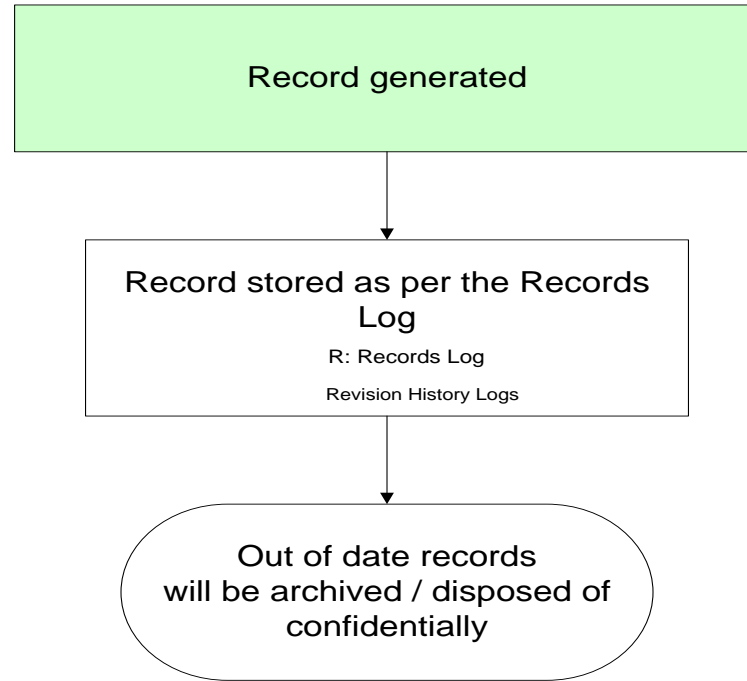 Record generated
Record stored as per the Records
Log
R: Records Log
Revision History Logs
Out of date records
will be archived / disposed of
confidentially